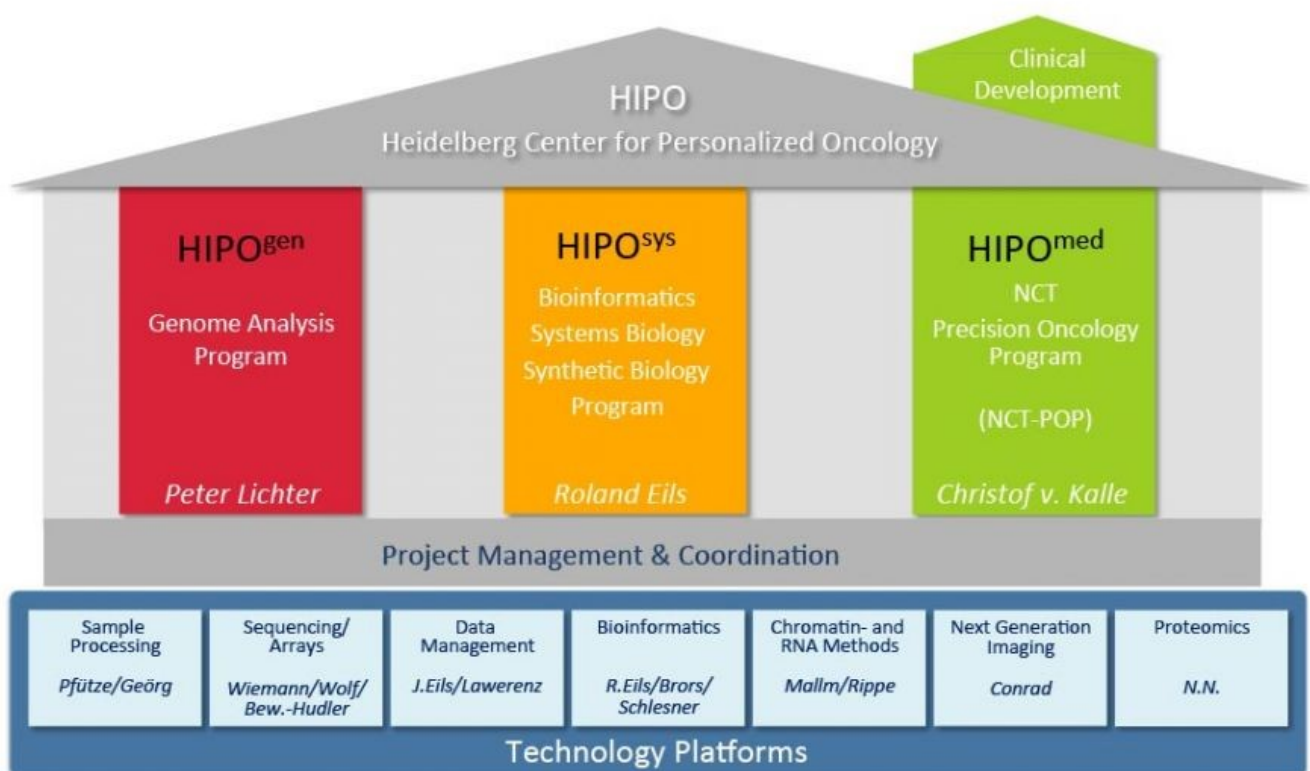 Clinical
Development
HIPO
Heidelberg Center for Personalized Oncology
HIPOgen
Genome Analysis
Program
Peter Lichter
HIPOsys
Bioinformatics
Systems Biology
Synthetic Biology
Program
Roland Eils
HIPOmed
NCT
Precision Oncology
Program
(NCT-POP)
Christof v. Kalle
Project Management & Coordination
Sample
Processing
Pfütze/Geörg
Sequencing/
Arrays
Wiemann/Wolf/
Bew.-Hudler
Data
Management
J.Eils/Lawerenz
Bioinformatics
R.Eils/Brors/
Schlesner
Chromatin- and
RNA Methods
Mallm/Rippe
Next Generation
Imaging
Conrad
Proteomics
N.N.
Technology Platforms